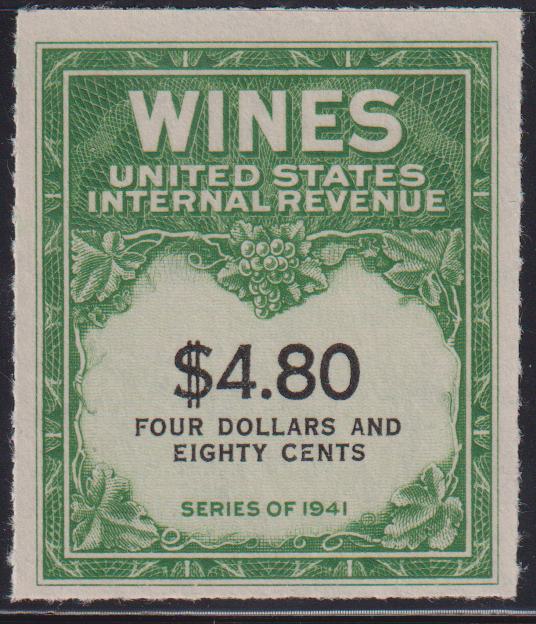 WINES
UNITED STATES
INTERNAL REVENUE
$4.80
FOUR DOLLARS AND
EIGHTY CENTS
SERIES OF 1941